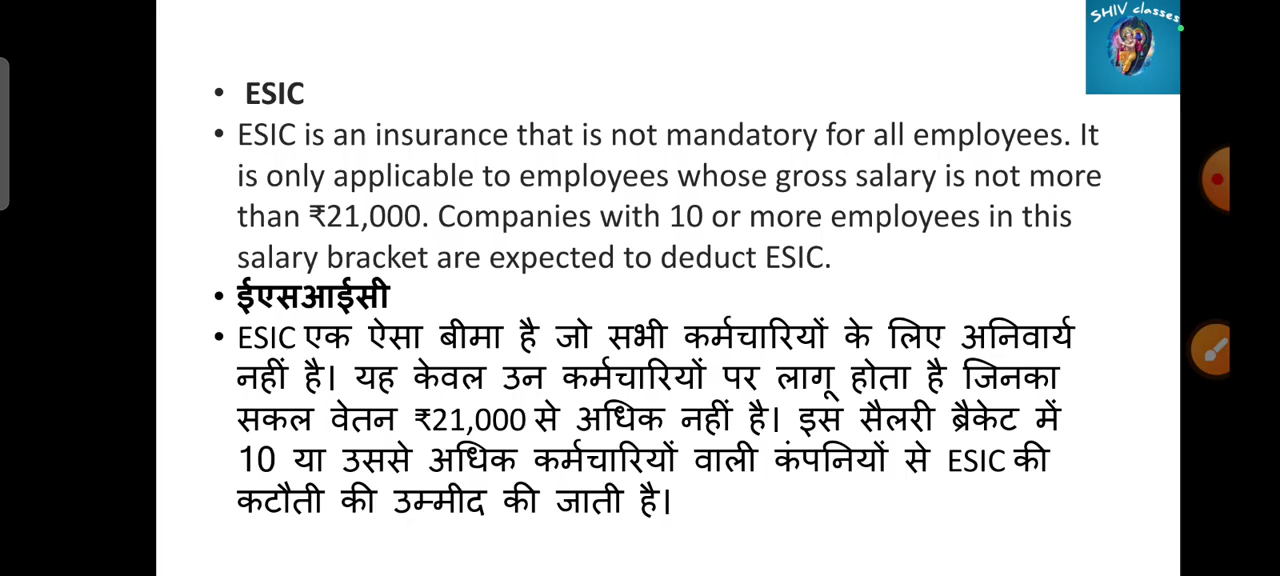 SHIV classes
• ESIC
• ESIC is an insurance that is not mandatory for all employees. It
is only applicable to employees whose gross salary is not more
than ₹21,000. Companies with 10 or more employees in this
salary bracket are expected to deduct ESIC.
• ईएसआईसी
• ESIC एक ऐसा बीमा है जो सभी कर्मचारियों के लिए अनिवार्य
नहीं है। यह केवल उन कर्मचारियों पर लागू होता है जिनका
सकल वेतन ₹21,000 से अधिक नहीं है। इस सैलरी ब्रैकेट में
10 या उससे अधिक कर्मचारियों वाली कंपनियों से ESIC की
कटौती की उम्मीद की जाती है।